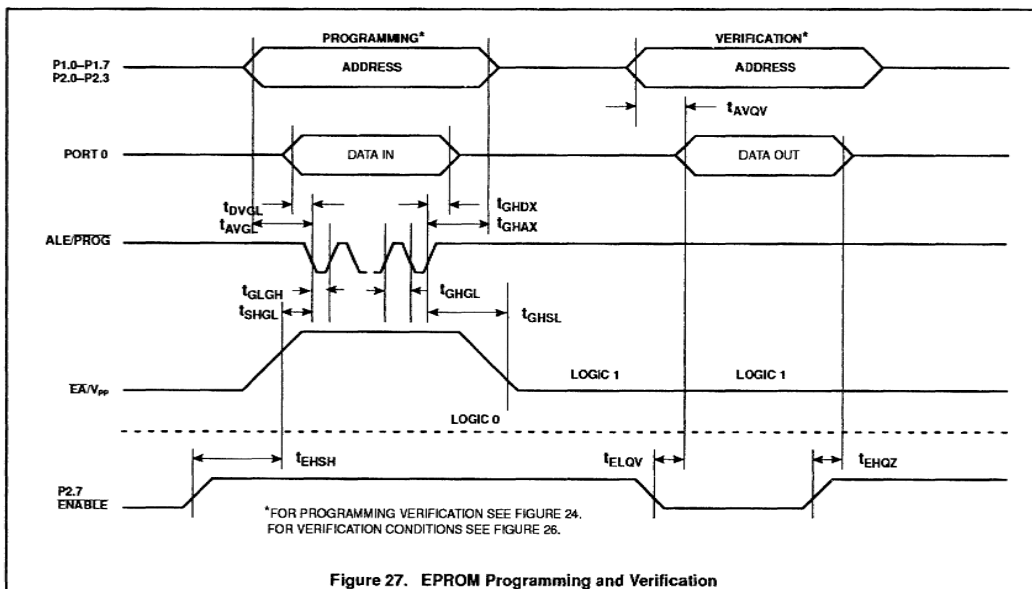 PROGRAMMING*
VERIFICATION*
P1.0–P1.7
P2.0–P2.3
ADDRESS
ADDRESS
tAVQV
PORT 0
DATA IN
DATA OUT
tDVGL
tGHDX
tAVGL
tGHAX
ALE/PROG
tGLGH
tGHGL
tSHGL
tGHSL
EA/VPP
LOGIC 1
LOGIC 1
LOGIC 0
tEHSH
tELQV
tEHQZ
P2.7
ENABLE
*FOR PROGRAMMING VERIFICATION SEE FIGURE 24.
FOR VERIFICATION CONDITIONS SEE FIGURE 26.
Figure 27. EPROM Programming and Verification